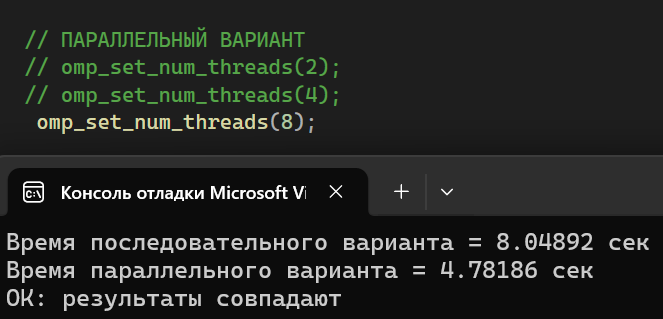 // ПАРАЛЛЕЛЬНЫЙ ВАРИАНТ
// omp_set_num_threads(2);
// omp_set_num_threads(4);
omp_set_num_threads(8);
C:\
Консоль отладки Microsoft Vi
Время последовательного варианта = 8.04892 сек
Время параллельного варианта = 4.78186 сек
ОК: результаты совпадают